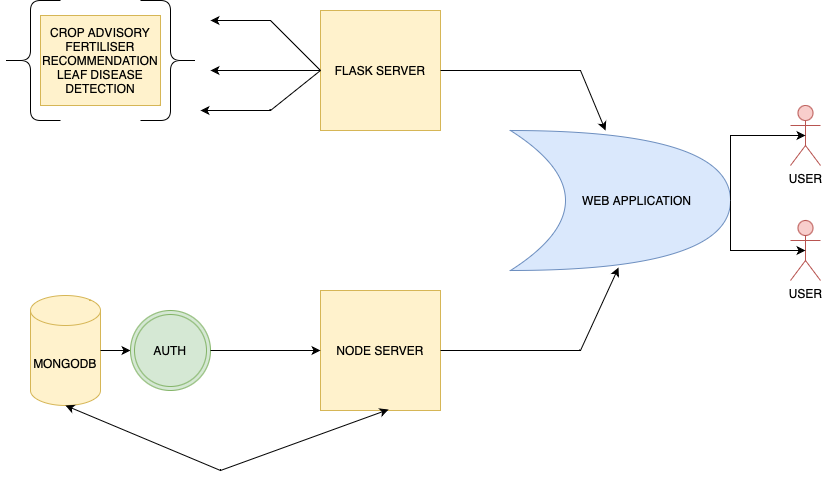 CROP ADVISORY
FERTILISER
RECOMMENDATION
LEAF DISEASE
DETECTION
FLASK SERVER
WEB APPLICATION
USER
USER
MONGODB
AUTH
NODE SERVER